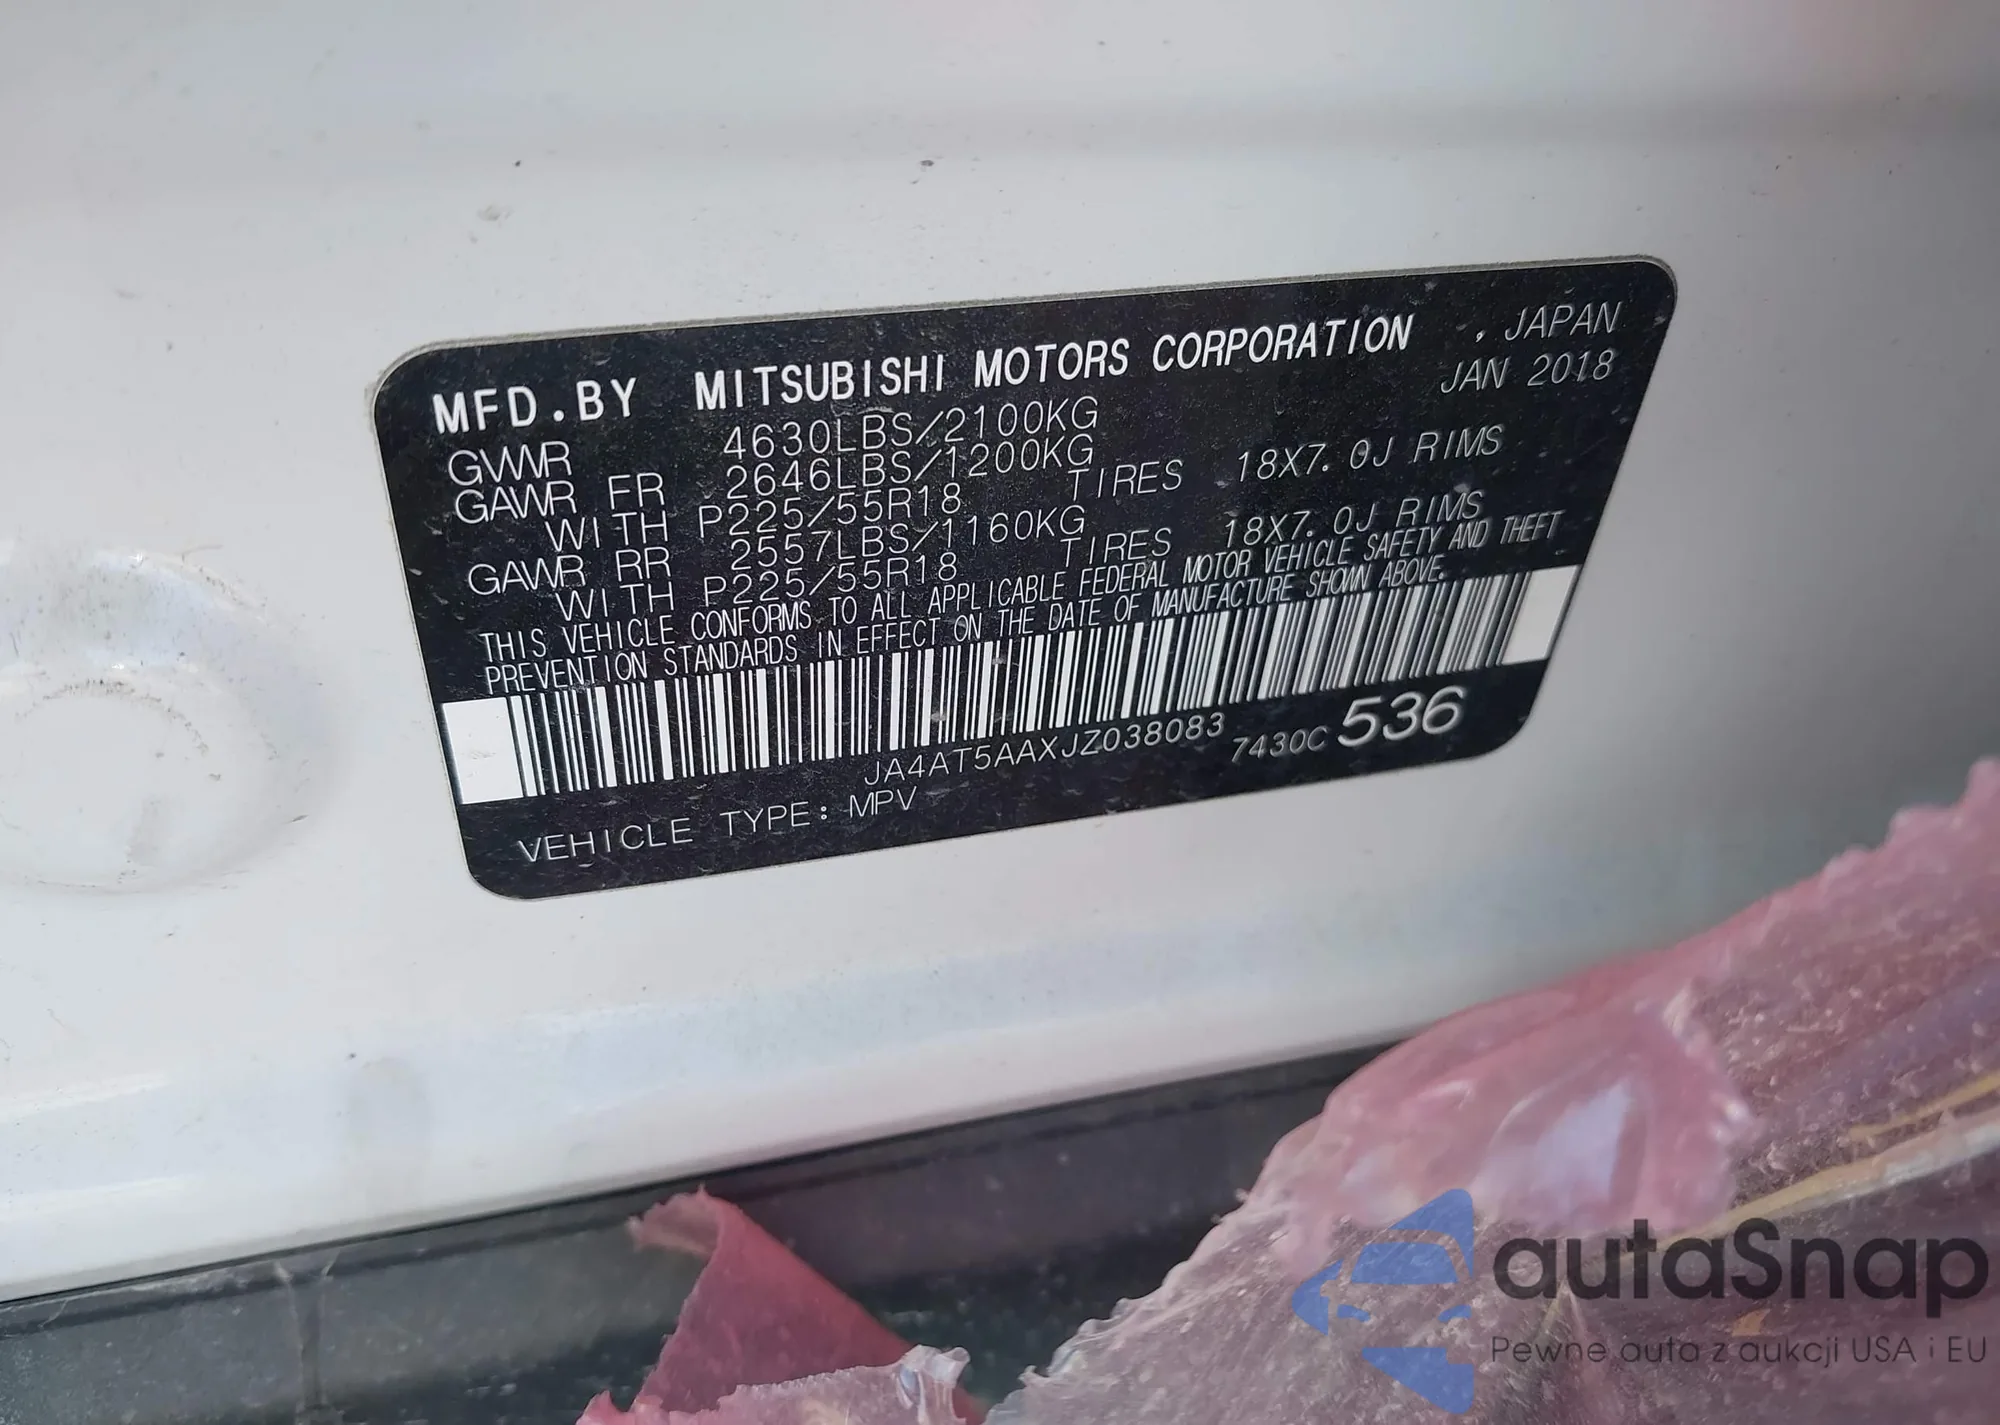 MFD.BY MITSUBISHI MOTORS CORPORATION , JAPAN
JAN 2018
GVWR 4630LBS/2100KG
GAWR FR 2646LBS/1200KG
WITH P225/55R18 TIRES 18X7.0J RIMS
GAWR RR 2557LBS/1160KG
WITH P225/55R18 TIRES 18X7.0J RIMS
THIS VEHICLE CONFORMS TO ALL APPLICABLE FEDERAL MOTOR VEHICLE SAFETY AND THEFT
PREVENTION STANDARDS IN EFFECT ON THE DATE OF MANUFACTURE SHOWN ABOVE.
JA4AT5AAXJZ038083 7430C 536
VEHICLE TYPE: MPV
autaSnap
Pewne auta z aukcji USA i EU